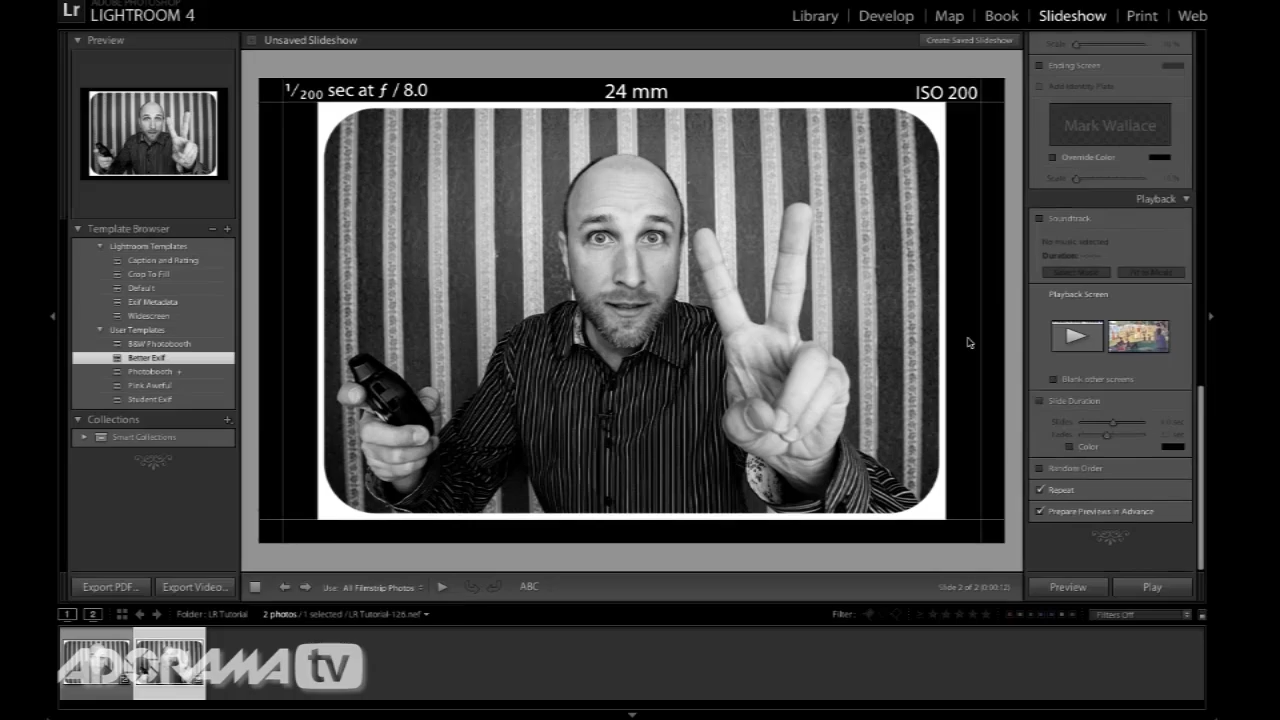 Lr ADOBE PHOTOSHOP
LIGHTROOM 4
Library | Develop | Map | Book | Slideshow | Print | Web
Preview
Unsaved Slideshow
Create Saved Slideshow
1/200 sec at ƒ / 8.0
24 mm
ISO 200
Template Browser
Lightroom Templates
Caption and Rating
Crop To Fill
Default
Exif Metadata
Widescreen
User Templates
B&W Photobooth
Better Exif
Photobooth +
Pink Awrful
Student Exif
Collections
Smart Collections
Export PDF...
Export Video...
Scale
Ending Screen
Add Identity Plate
Mark Wallace
Override Color
Scale
Playback
Soundtrack
No music selected
Duration:
Select Music
Fit to Music
Playback Screen
Blank other screens
Slide Duration
Slides
Fades
Color
Random Order
Repeat
Prepare Previews in Advance
Use: All Filmstrip Photos
ABC
Slide 2 of 2 (0:00:12)
Preview
Play
1
2
Folder : LR Tutorial
2 photos / 1 selected / LR Tutorial-126.nef
Filter :
Filters Off
ADORAMA tv